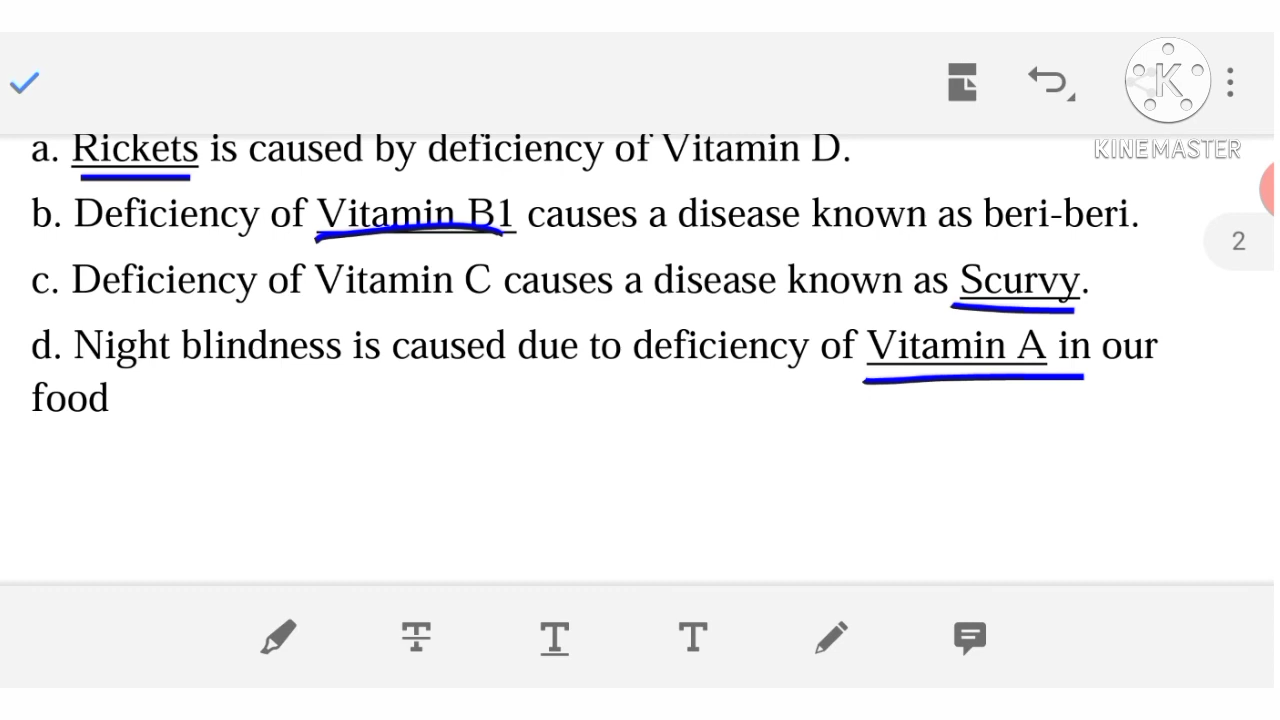 KINEMASTER
a. Rickets is caused by deficiency of Vitamin D.
b. Deficiency of Vitamin B1 causes a disease known as beri-beri.
2
c. Deficiency of Vitamin C causes a disease known as Scurvy.
d. Night blindness is caused due to deficiency of Vitamin A in our
food